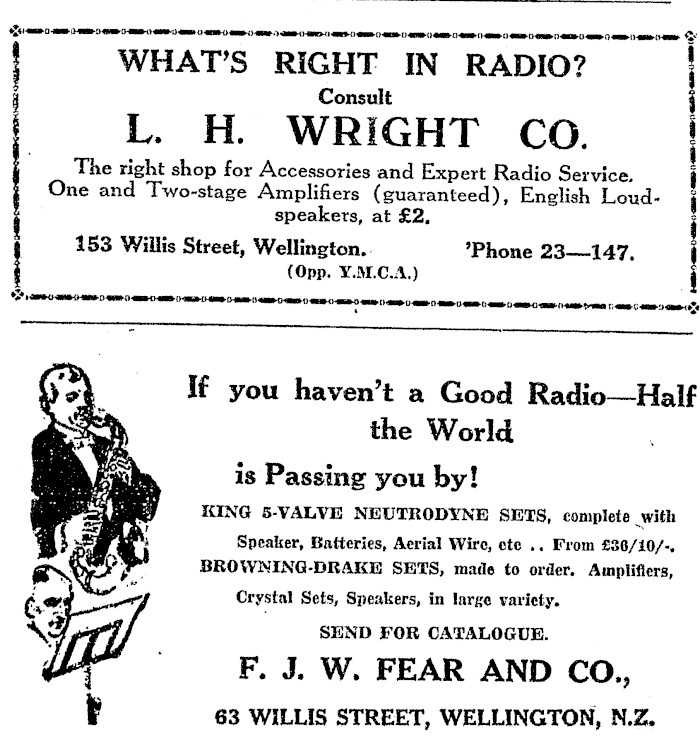 WHAT'S RIGHT IN RADIO?
Consult
L. H. WRIGHT CO.
The right shop for Accessories and Expert Radio Service.
One and Two-stage Amplifiers (guaranteed), English Loud-
speakers, at £2.
153 Willis Street, Wellington. 'Phone 23—147.
(Opp. Y.M.C.A.)
If you haven't a Good Radio—Half
the World
is Passing you by!
KING 5-VALVE NEUTRODYNE SETS, complete with
Speaker, Batteries, Aerial Wire, etc .. From £36/10/-.
BROWNING-DRAKE SETS, made to order. Amplifiers,
Crystal Sets, Speakers, in large variety.
SEND FOR CATALOGUE.
F. J. W. FEAR AND CO.,
63 WILLIS STREET, WELLINGTON, N.Z.